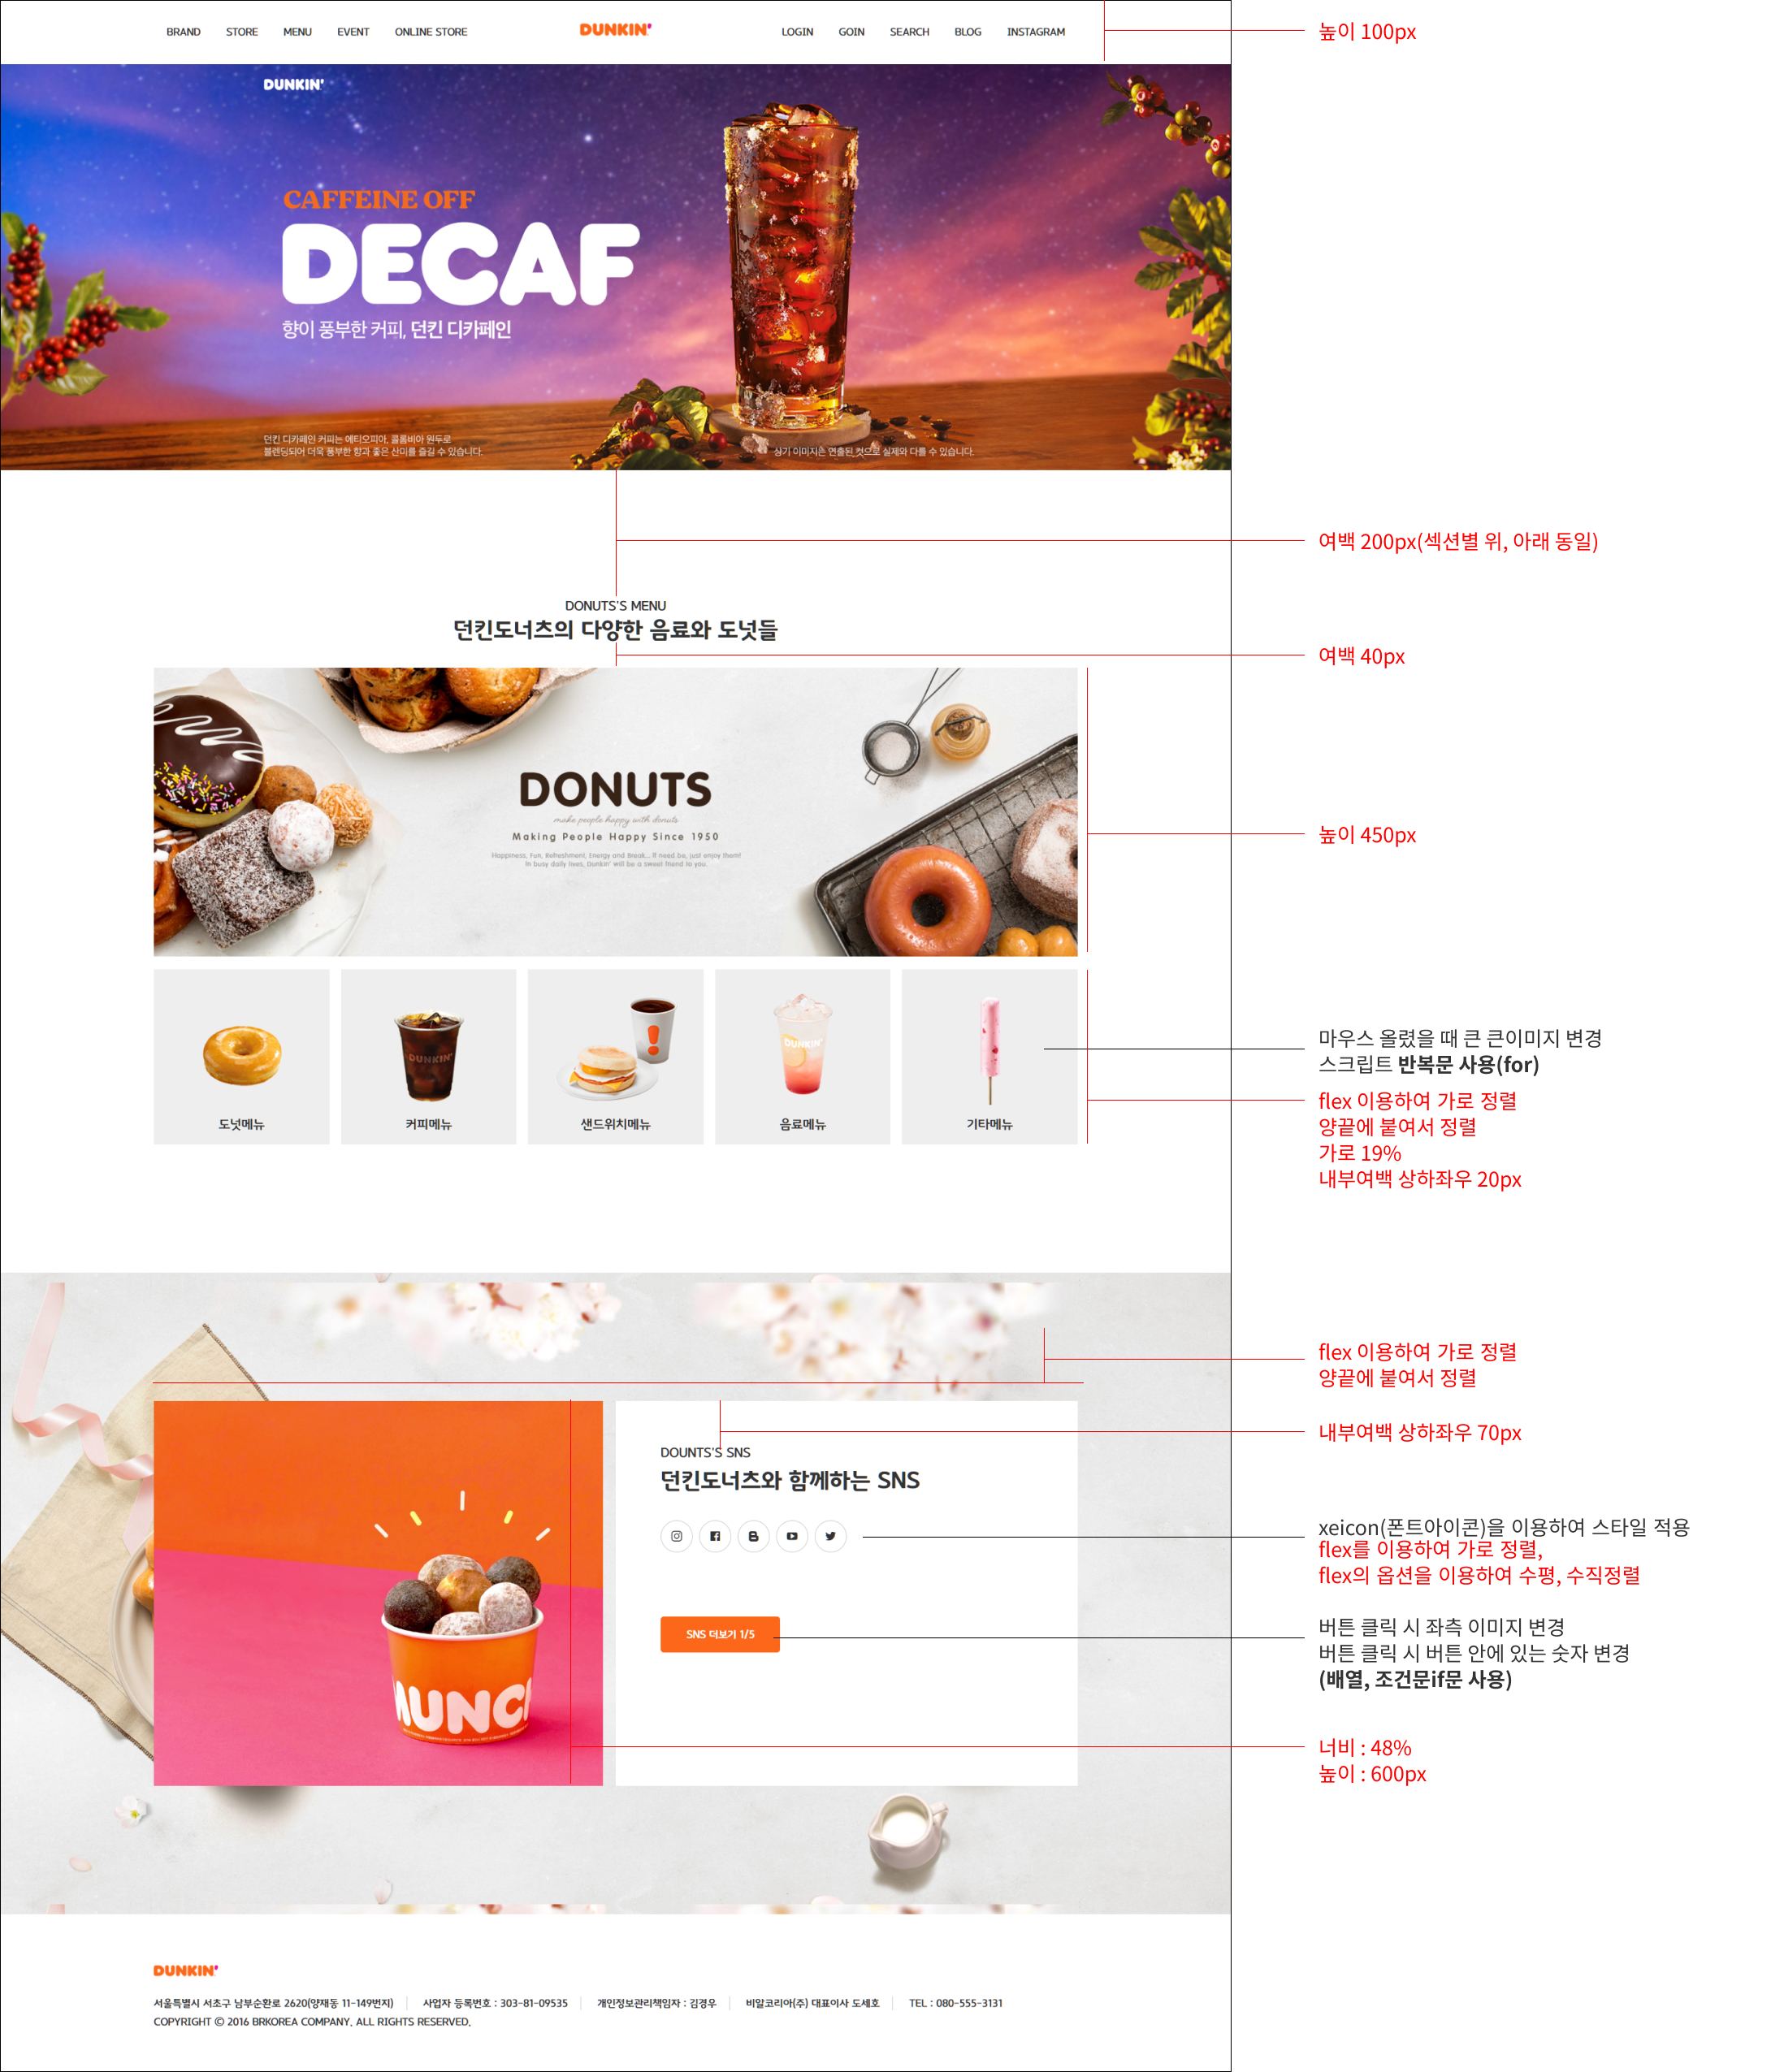 BRAND STORE MENU EVENT ONLINE STORE DUNKIN' LOGIN GOIN SEARCH BLOG INSTAGRAM
높이 100px
DUNKIN'
CAFFEINE OFF
DECAF
향이 풍부한 커피, 던킨 디카페인
던킨 디카페인 커피는 에티오피아, 콜롬비아 원두로
블렌딩되어 더욱 풍부한 향과 좋은 산미를 즐길 수 있습니다.
상기 이미지는 연출된 컷으로 실제와 다를 수 있습니다.
여백 200px(섹션별 위, 아래 동일)
DONUTS'S MENU
던킨도너츠의 다양한 음료와 도넛들
여백 40px
DONUTS
make people happy with donuts
Making People Happy Since 1950
Happiness, Fun, Refreshment, Energy and Break... If need be, just enjoy them!
In busy daily lives, Dunkin' will be a sweet friend to you.
높이 450px
DUNKIN'
DUNKIN'
도넛메뉴 커피메뉴 샌드위치메뉴 음료메뉴 기타메뉴
마우스 올렸을 때 큰 큰이미지 변경
스크립트 반복문 사용(for)
flex 이용하여 가로 정렬
양끝에 붙여서 정렬
가로 19%
내부여백 상하좌우 20px
flex 이용하여 가로 정렬
양끝에 붙여서 정렬
내부여백 상하좌우 70px
MUNC
DOUNTS'S SNS
던킨도너츠와 함께하는 SNS
xeicon(폰트아이콘)을 이용하여 스타일 적용
flex를 이용하여 가로 정렬,
flex의 옵션을 이용하여 수평, 수직정렬
SNS 더보기 1/5
버튼 클릭 시 좌측 이미지 변경
버튼 클릭 시 버튼 안에 있는 숫자 변경
(배열, 조건문if문 사용)
너비 : 48%
높이 : 600px
DUNKIN'
서울특별시 서초구 남부순환로 2620(양재동 11-149번지) 사업자 등록번호 : 303-81-09535 개인정보관리책임자 : 김경우 비알코리아(주) 대표이사 도세호 TEL : 080-555-3131
COPYRIGHT © 2016 BRKOREA COMPANY. ALL RIGHTS RESERVED.